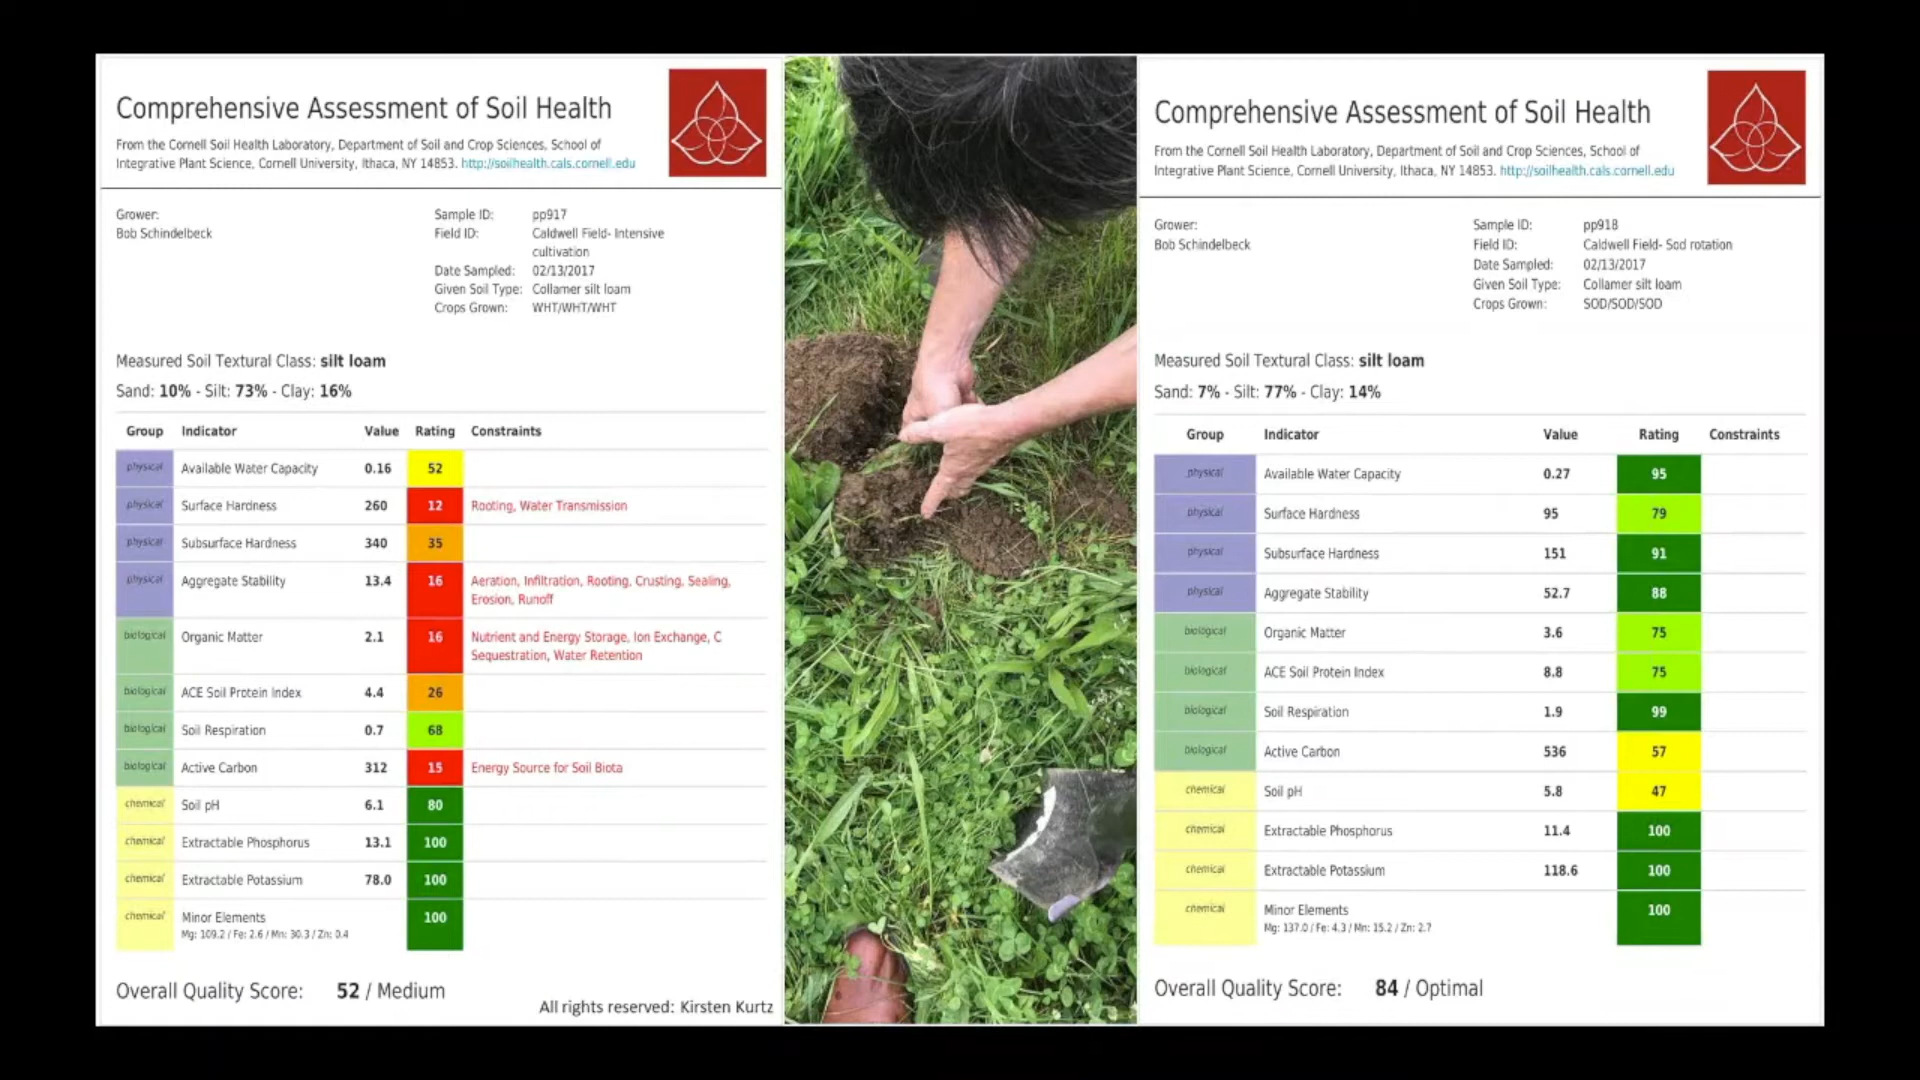 Comprehensive Assessment of Soil Health
From the Cornell Soil Health Laboratory, Department of Soil and Crop Sciences, School of
Integrative Plant Science, Cornell University, Ithaca, NY 14853. http://soilhealth.cals.cornell.edu
Grower:
Bob Schindelbeck
Sample ID: pp917
Field ID: Caldwell Field- Intensive
cultivation
Date Sampled: 02/13/2017
Given Soil Type: Collamer silt loam
Crops Grown: WHT/WHT/WHT
Measured Soil Textural Class: silt loam
Sand: 10% - Silt: 73% - Clay: 16%
Group Indicator Value Rating Constraints
physical Available Water Capacity 0.16 52
physical Surface Hardness 260 12 Rooting, Water Transmission
physical Subsurface Hardness 340 35
physical Aggregate Stability 13.4 16 Aeration, Infiltration, Rooting, Crusting, Sealing,
Erosion, Runoff
biological Organic Matter 2.1 16 Nutrient and Energy Storage, Ion Exchange, C
Sequestration, Water Retention
biological ACE Soil Protein Index 4.4 26
biological Soil Respiration 0.7 68
biological Active Carbon 312 15 Energy Source for Soil Biota
chemical Soil pH 6.1 80
chemical Extractable Phosphorus 13.1 100
chemical Extractable Potassium 78.0 100
chemical Minor Elements 100
Mg: 109.2 / Fe: 2.6 / Mn: 30.3 / Zn: 0.4
Overall Quality Score: 52 / Medium
All rights reserved: Kirsten Kurtz
Comprehensive Assessment of Soil Health
From the Cornell Soil Health Laboratory, Department of Soil and Crop Sciences, School of
Integrative Plant Science, Cornell University, Ithaca, NY 14853. http://soilhealth.cals.cornell.edu
Grower:
Bob Schindelbeck
Sample ID: pp918
Field ID: Caldwell Field- Sod rotation
Date Sampled: 02/13/2017
Given Soil Type: Collamer silt loam
Crops Grown: SOD/SOD/SOD
Measured Soil Textural Class: silt loam
Sand: 7% - Silt: 77% - Clay: 14%
Group Indicator Value Rating Constraints
physical Available Water Capacity 0.27 95
physical Surface Hardness 95 79
physical Subsurface Hardness 151 91
physical Aggregate Stability 52.7 88
biological Organic Matter 3.6 75
biological ACE Soil Protein Index 8.8 75
biological Soil Respiration 1.9 99
biological Active Carbon 536 57
chemical Soil pH 5.8 47
chemical Extractable Phosphorus 11.4 100
chemical Extractable Potassium 118.6 100
chemical Minor Elements 100
Mg: 137.0 / Fe: 4.3 / Mn: 15.2 / Zn: 2.7
Overall Quality Score: 84 / Optimal